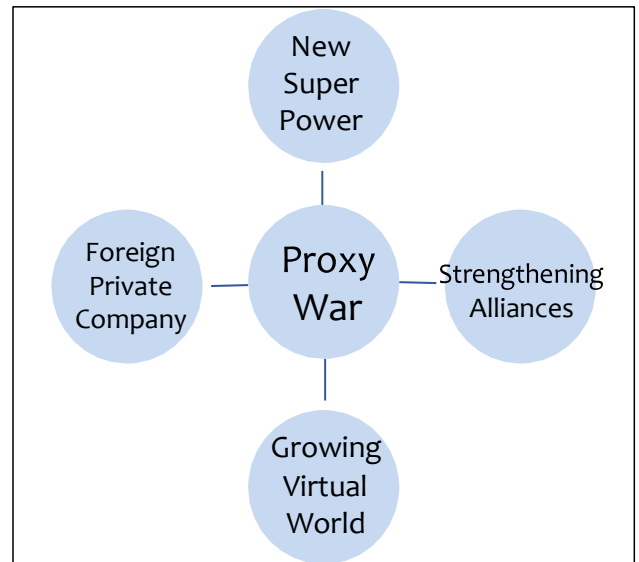 New
Super
Power
Foreign
Private
Company
Proxy
War
Strengthening
Alliances
Growing
Virtual
World